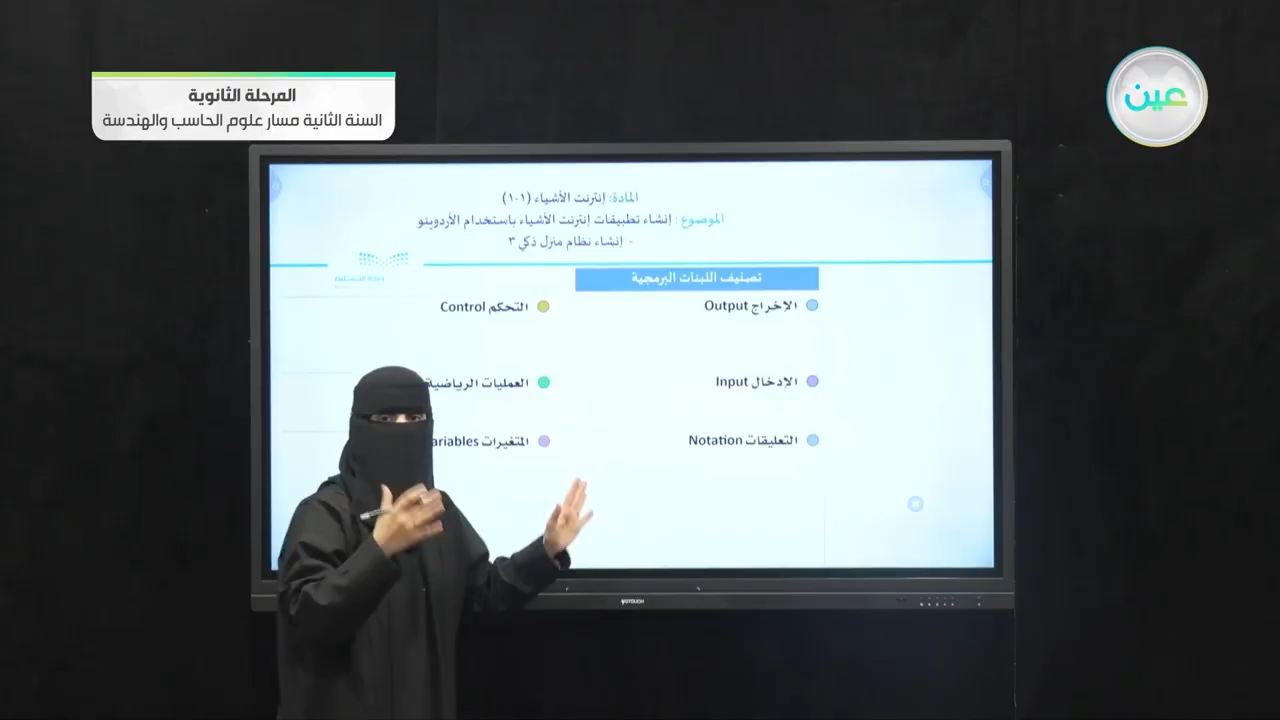 المرحلة الثانوية
السنة الثانية مسار علوم الحاسب والهندسة
عين
المادة: إنترنت الأشياء (١-١)
الموضوع: إنشاء تطبيقات إنترنت الأشياء باستخدام الأردوينو
- إنشاء نظام منزل ذكي ٣
تصنيف اللبنات البرمجية
الإخراج Output
التحكم Control
الإدخال Input
العمليات الرياضية
التعليقات Notation
المتغيرات ariables